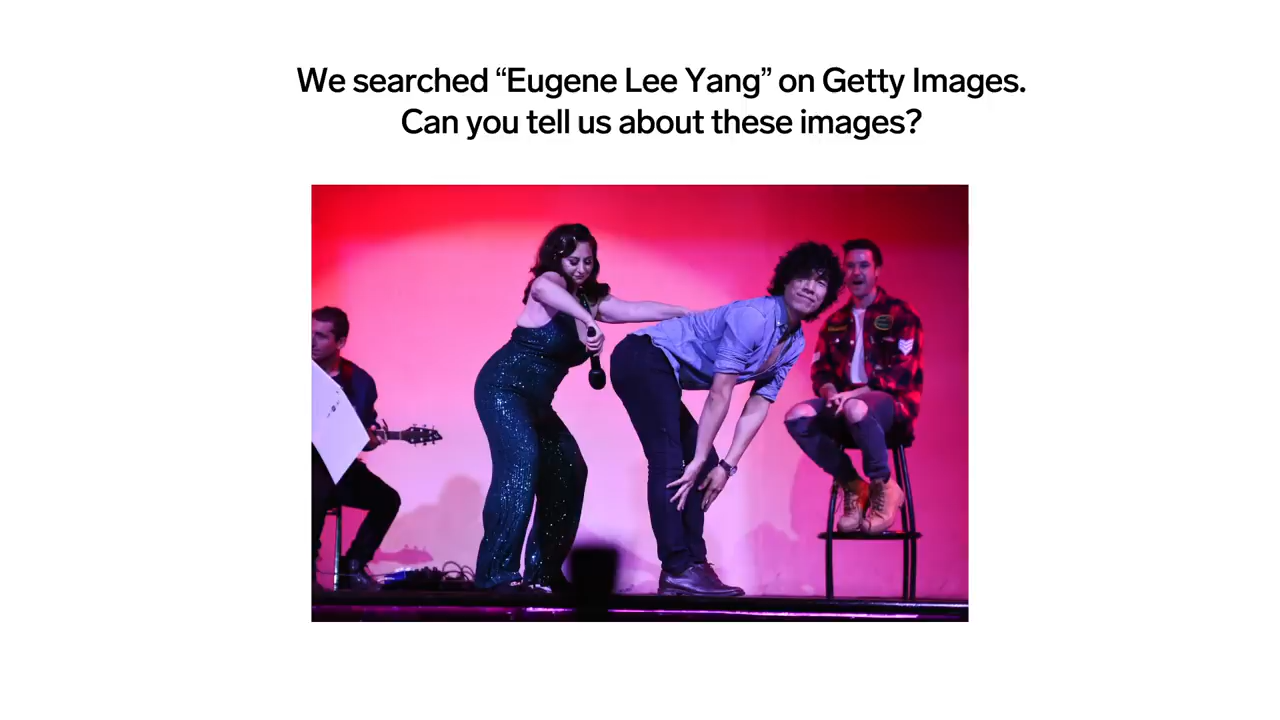 We searched “Eugene Lee Yang” on Getty Images.
Can you tell us about these images?